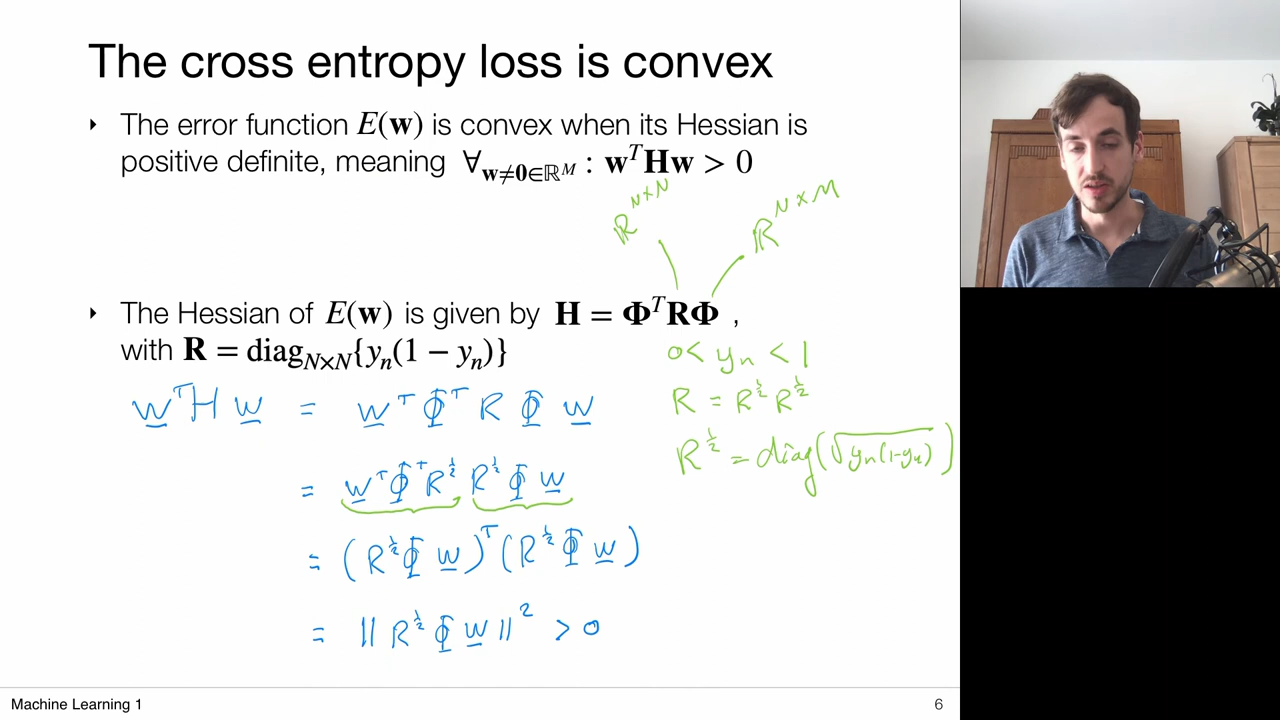 The cross entropy loss is convex
‣ The error function E(w) is convex when its Hessian is
positive definite, meaning ∀_{w≠0∈ℝ^M} : w^T H w > 0
ℝ^{N×N}
ℝ^{N×M}
‣ The Hessian of E(w) is given by H = Φ^T R Φ ,
with R = diag_{N×N}{y_n(1 − y_n)}
0 < y_n < 1
R = R^{1/2} R^{1/2}
R^{1/2} = diag(√(y_n(1-y_n)))
w^T H w = w^T Φ^T R Φ w
= w^T Φ^T R^{1/2} R^{1/2} Φ w
= (R^{1/2} Φ w)^T (R^{1/2} Φ w)
= || R^{1/2} Φ w ||^2 > 0
Machine Learning 1
6